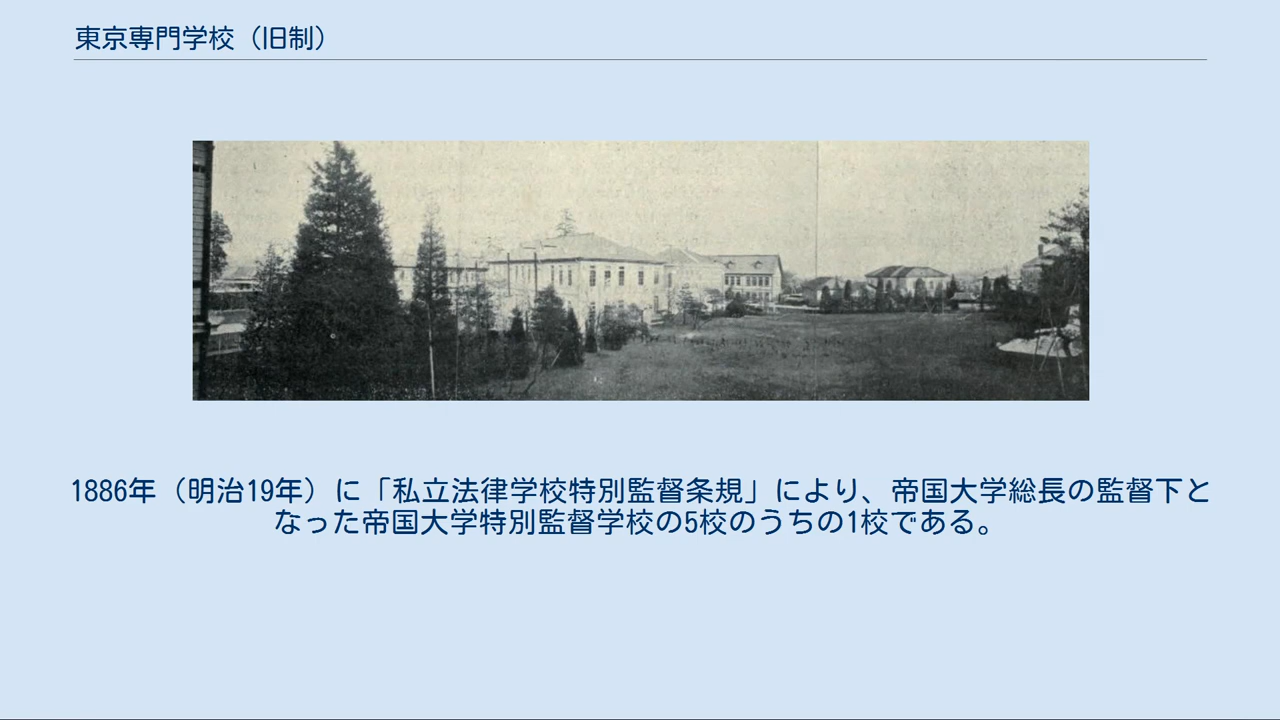 東京専門学校（旧制）
1886年（明治19年）に「私立法律学校特別監督条規」により、帝国大学総長の監督下と
なった帝国大学特別監督学校の5校のうちの1校である。